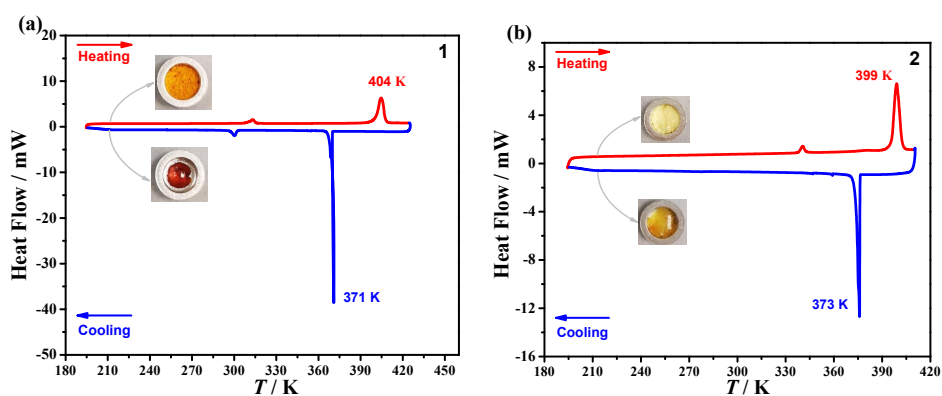 (a)
1
Heating
404 K
371 K
Cooling
Heat Flow / mW
20
10
0
-10
-20
-30
-40
-50
180 210 240 270 300 330 360 390 420 450
T / K
(b)
2
Heating
399 K
373 K
Cooling
Heat Flow / mW
8
4
0
-4
-8
-12
-16
180 210 240 270 300 330 360 390 420
T / K